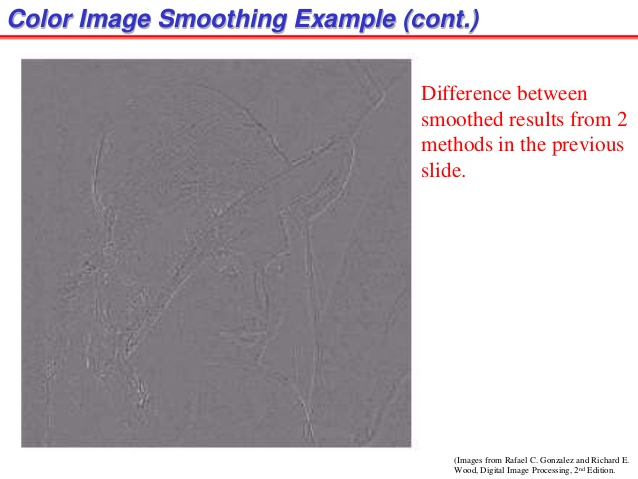 Color Image Smoothing Example (cont.)
Difference between
smoothed results from 2
methods in the previous
slide.
(Images from Rafael C. Gonzalez and Richard E.
Wood, Digital Image Processing, 2nd Edition.